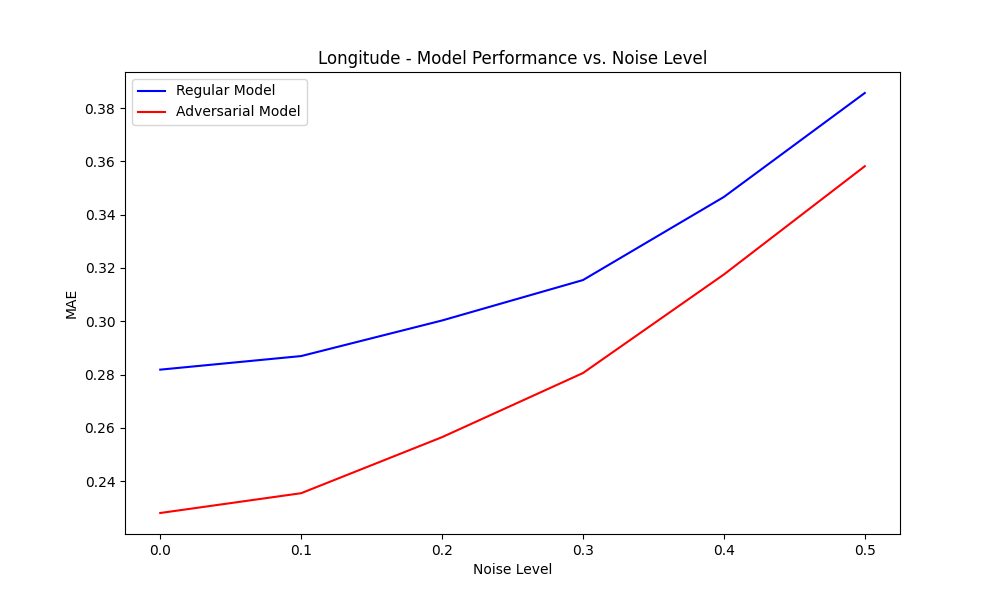 Longitude - Model Performance vs. Noise Level
Regular Model
Adversarial Model
MAE
0.38
0.36
0.34
0.32
0.30
0.28
0.26
0.24
0.0 0.1 0.2 0.3 0.4 0.5
Noise Level